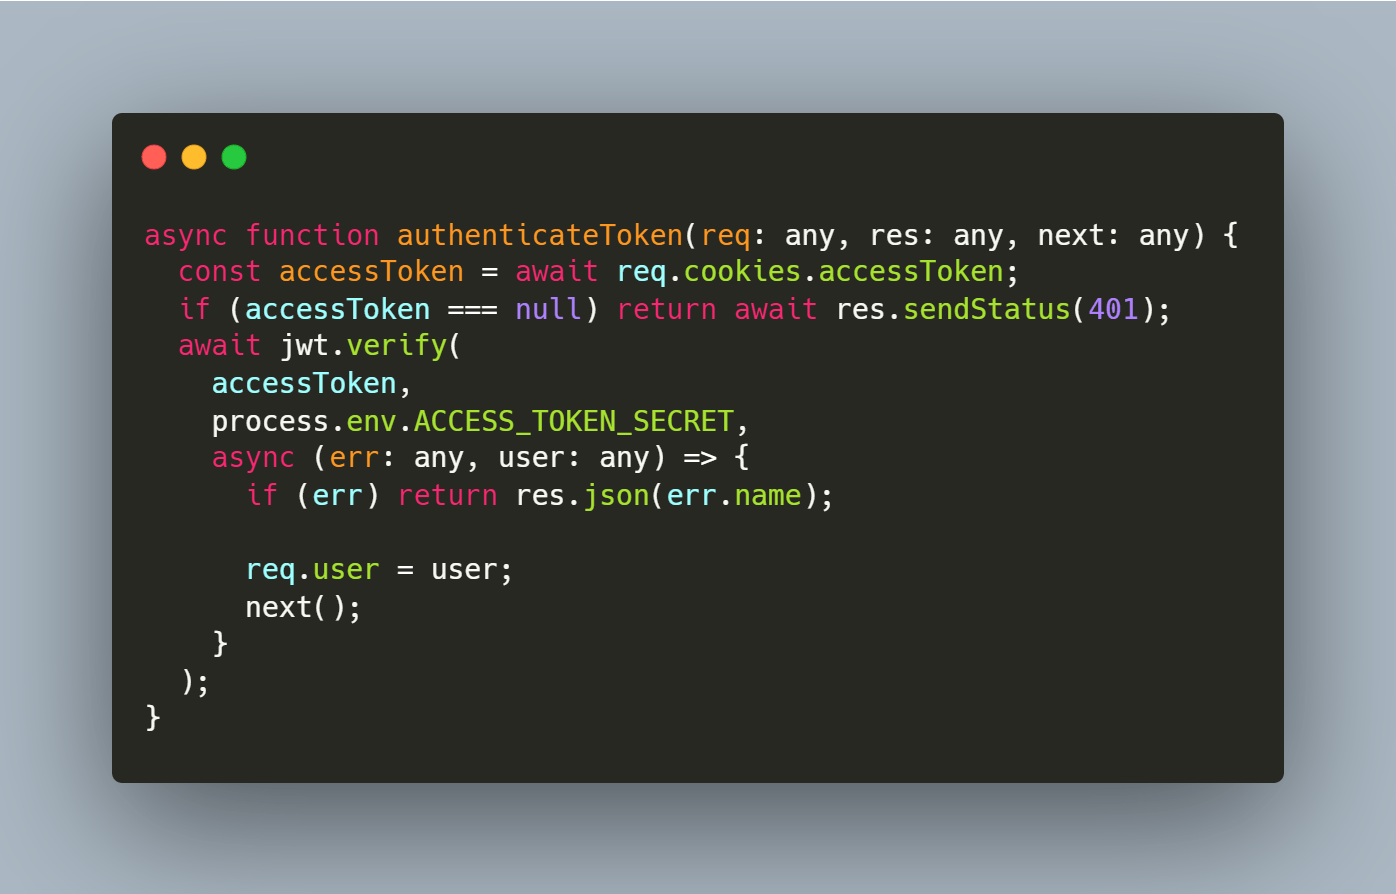 async function authenticateToken(req: any, res: any, next: any) {
  const accessToken = await req.cookies.accessToken;
  if (accessToken === null) return await res.sendStatus(401);
  await jwt.verify(
    accessToken,
    process.env.ACCESS_TOKEN_SECRET,
    async (err: any, user: any) => {
      if (err) return res.json(err.name);

      req.user = user;
      next();
    }
  );
}